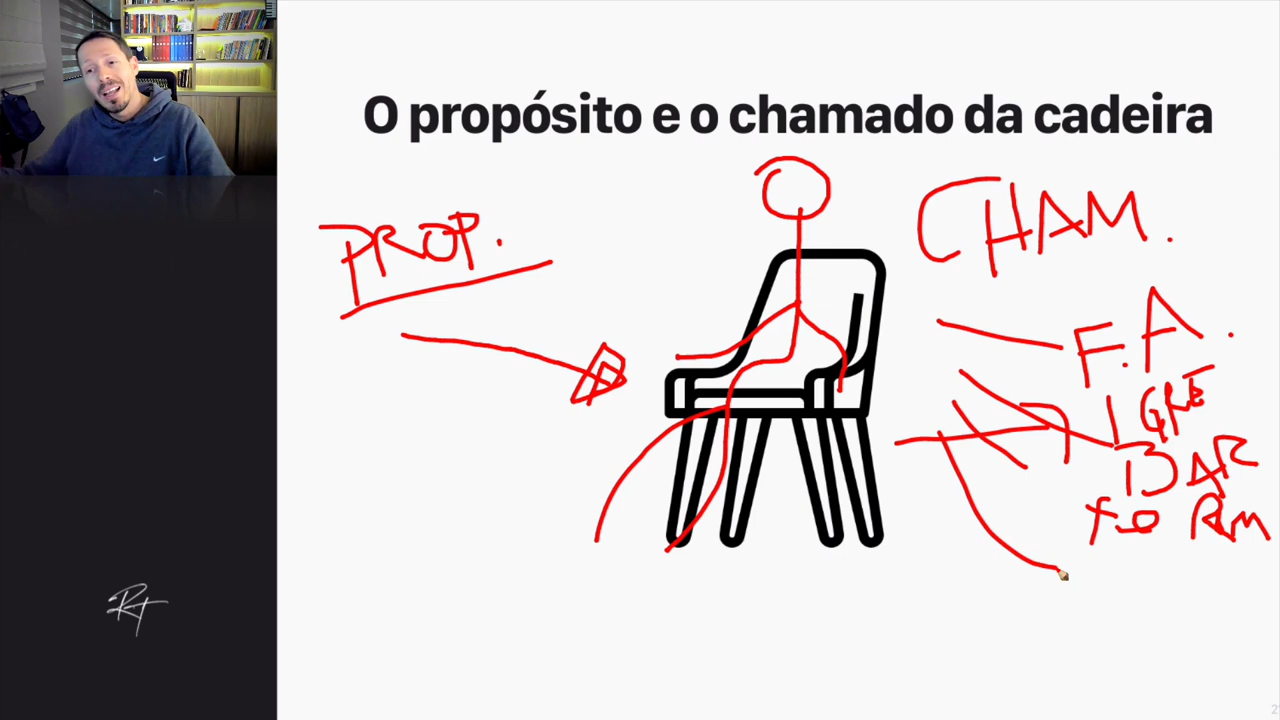 O propósito e o chamado da cadeira
PROP.
CHAM.
F.A.
IGRE
BAR